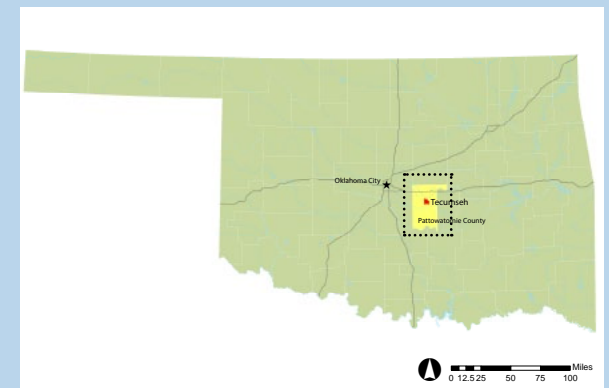 Oklahoma City
Tecumseh
Pattowatomie County
Miles
0 12.5 25 50 75 100